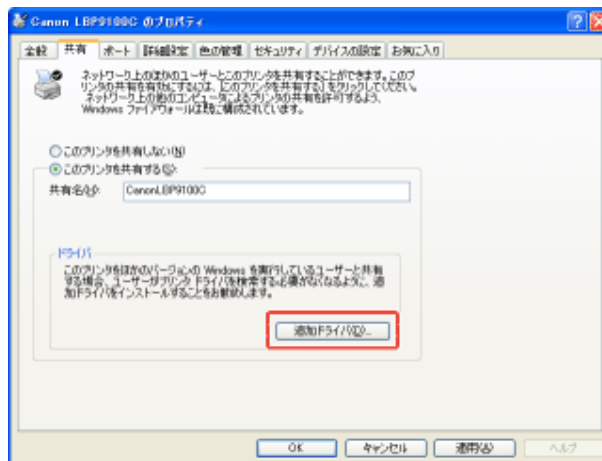 Canon LBP9100C のプロパティ
全般 共有 ポート 詳細設定 色の管理 セキュリティ デバイスの設定 お気に入り
ネットワーク上のほかのユーザーとこのプリンタを共有することができます。このプ
リンタの共有を有効にするには、[このプリンタを共有する] をクリックしてください。
ネットワーク上の他のコンピュータによるプリンタの共有を許可するよう、
Windows ファイアウォールは既に構成されています。
このプリンタを共有しない(N)
このプリンタを共有する(S):
共有名(H): CanonLBP9100C
ドライバ
このプリンタをほかのバージョンの Windows を実行しているユーザーと共有
する場合、ユーザーがプリンタ ドライバを検索する必要がなくなるように、追
加ドライバをインストールすることをお勧めします。
追加ドライバ(D)...
OK キャンセル 適用(A) ヘルプ